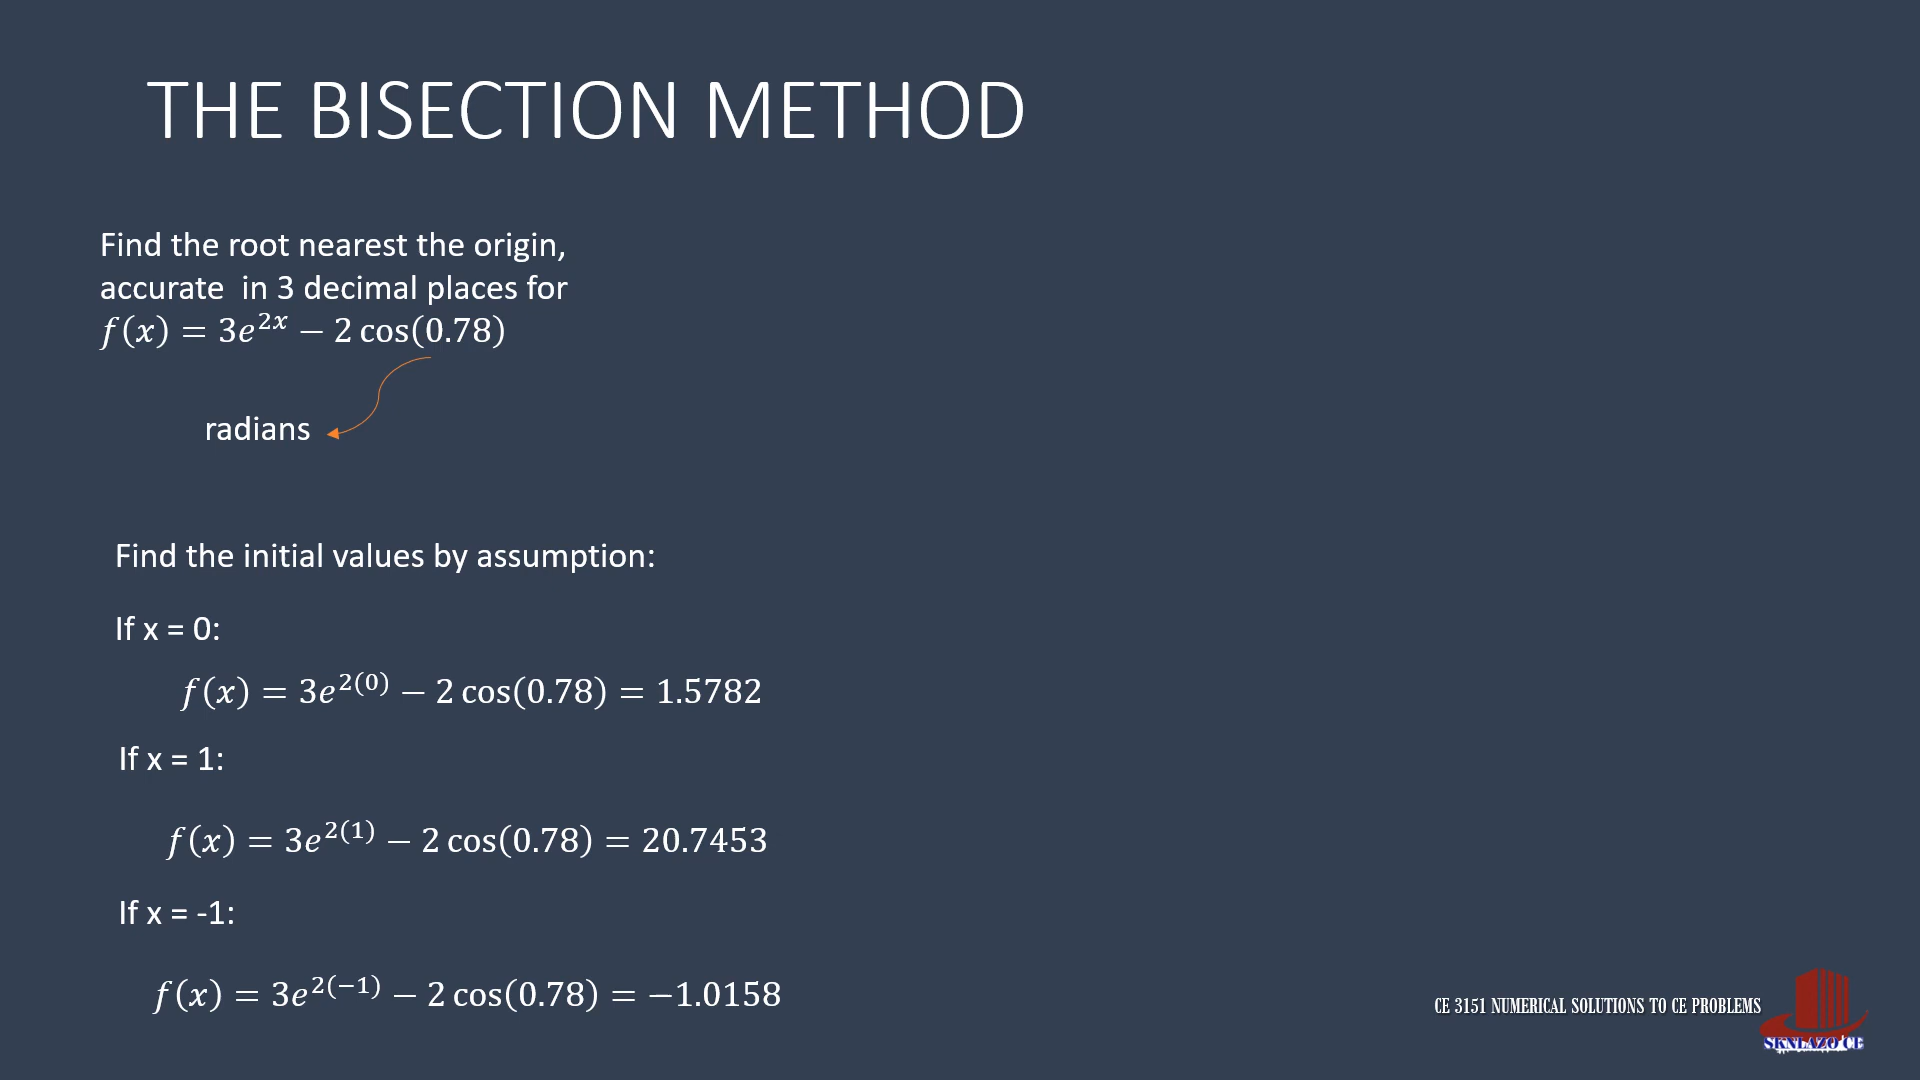 THE BISECTION METHOD
Find the root nearest the origin,
accurate in 3 decimal places for
f(x) = 3e^{2x} − 2 cos(0.78)
radians
Find the initial values by assumption:
If x = 0:
f(x) = 3e^{2(0)} − 2 cos(0.78) = 1.5782
If x = 1:
f(x) = 3e^{2(1)} − 2 cos(0.78) = 20.7453
If x = -1:
f(x) = 3e^{2(−1)} − 2 cos(0.78) = −1.0158
CE 3151 NUMERICAL SOLUTIONS TO CE PROBLEMS
SKNLAZO CE